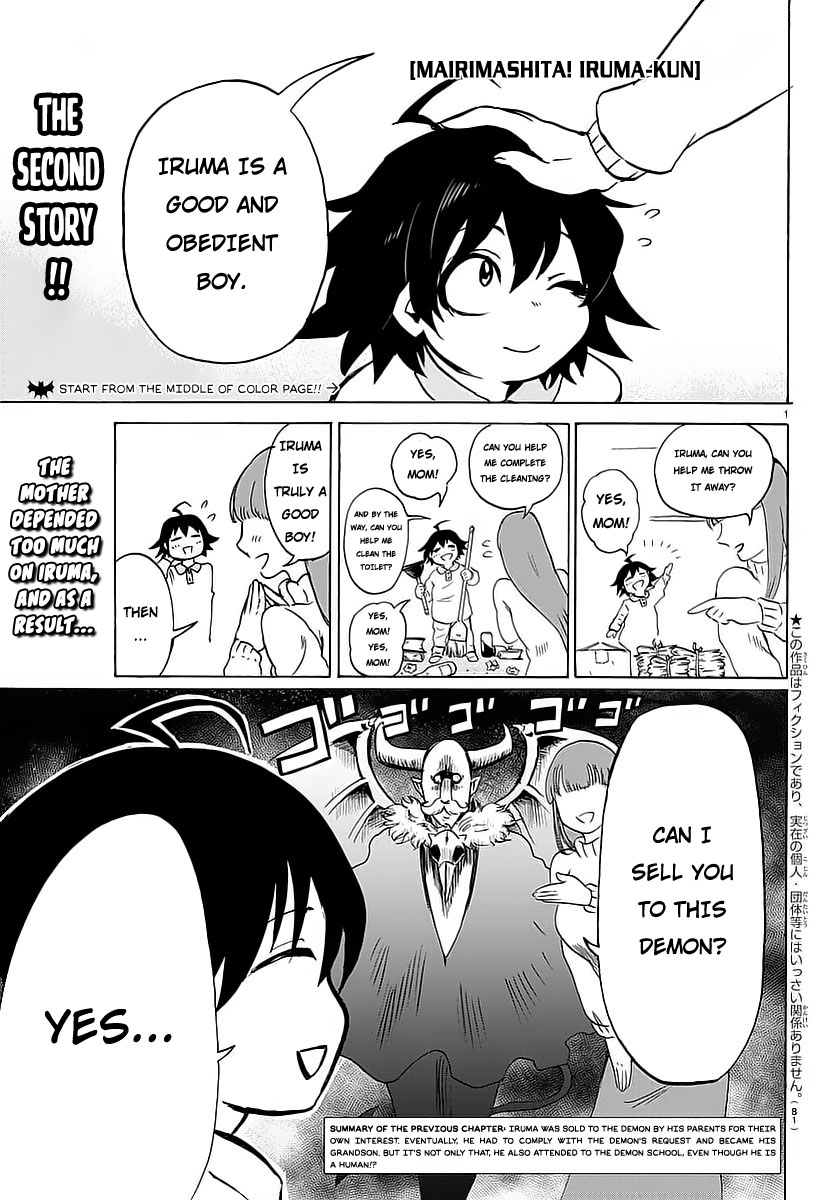 [MAIRIMASHITA! IRUMA-KUN]
THE
SECOND
STORY
!!
IRUMA IS A
GOOD AND
OBEDIENT
BOY.
START FROM THE MIDDLE OF COLOR PAGE!! →
1
IRUMA, CAN YOU
HELP ME THROW
IT AWAY?
YES,
MOM!
CAN YOU HELP
ME COMPLETE
THE CLEANING?
YES,
MOM!
AND BY THE
WAY, CAN YOU
HELP ME
CLEAN THE
TOILET?
YES,
MOM!
YES,
MOM!
IRUMA
IS
TRULY A
GOOD
BOY!
THEN
...
THE
MOTHER
DEPENDED
TOO MUCH
ON IRUMA,
AND AS A
RESULT...
ゴゴゴゴ
CAN I
SELL YOU
TO THIS
DEMON?
YES...
SUMMARY OF THE PREVIOUS CHAPTER: IRUMA WAS SOLD TO THE DEMON BY HIS PARENTS FOR THEIR
OWN INTEREST. EVENTUALLY, HE HAD TO COMPLY WITH THE DEMON'S REQUEST AND BECAME HIS
GRANDSON. BUT IT'S NOT ONLY THAT, HE ALSO ATTENDED TO THE DEMON SCHOOL, EVEN THOUGH HE IS
A HUMAN!?
★この作品はフィクションであり、実在の個人・団体等にはいっさい関係ありません。(81)